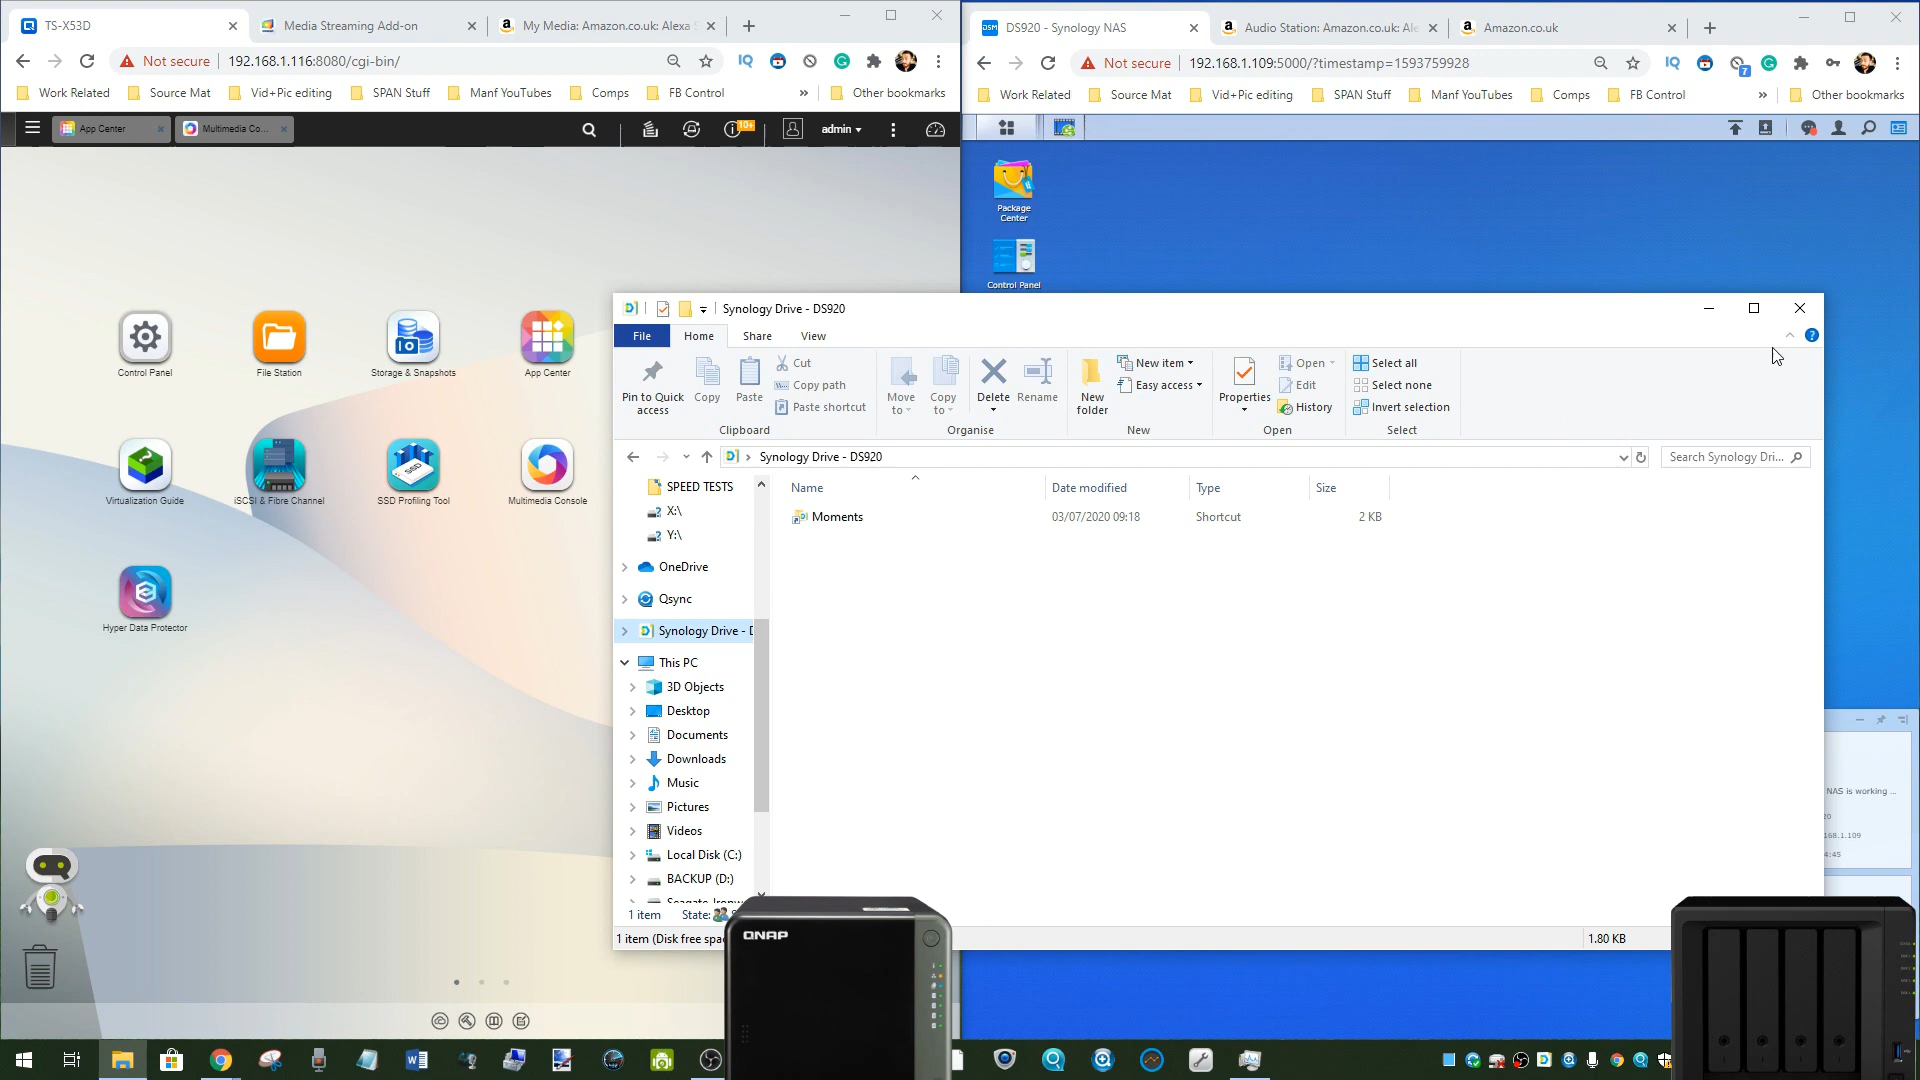 TS-X53D
Media Streaming Add-on
My Media: Amazon.co.uk: Alexa
Not secure
192.168.1.116:8080/cgi-bin/
Work Related
Source Mat
Vid+Pic editing
SPAN Stuff
Manf YouTubes
Comps
FB Control
»
Other bookmarks
App Center
Multimedia Co...
10+
admin
Control Panel
File Station
Storage & Snapshots
App Center
Virtualization Guide
iSCSI & Fibre Channel
SSD Profiling Tool
Multimedia Console
Hyper Data Protector
DS920 - Synology NAS
Audio Station: Amazon.co.uk: Ale
Amazon.co.uk
Not secure
192.168.1.109:5000/?timestamp=1593759928
7
Work Related
Source Mat
Vid+Pic editing
SPAN Stuff
Manf YouTubes
Comps
FB Control
»
Other bookmarks
Package
Center
Control Panel
Synology Drive - DS920
File
Home
Share
View
Pin to Quick
access
Copy
Paste
Cut
Copy path
Paste shortcut
Clipboard
Move
to
Copy
to
Delete
Rename
Organise
New
folder
New item
Easy access
New
Properties
Open
Edit
History
Open
Select all
Select none
Invert selection
Select
Synology Drive - DS920
Search Synology Dri...
Name
Date modified
Type
Size
Moments
03/07/2020 09:18
Shortcut
2 KB
SPEED TESTS
X:\
Y:\
OneDrive
Qsync
Synology Drive -
This PC
3D Objects
Desktop
Documents
Downloads
Music
Pictures
Videos
Local Disk (C:)
BACKUP (D:)
1 item
State:
1 item (Disk free
1.80 KB
NAS is working ...
QNAP